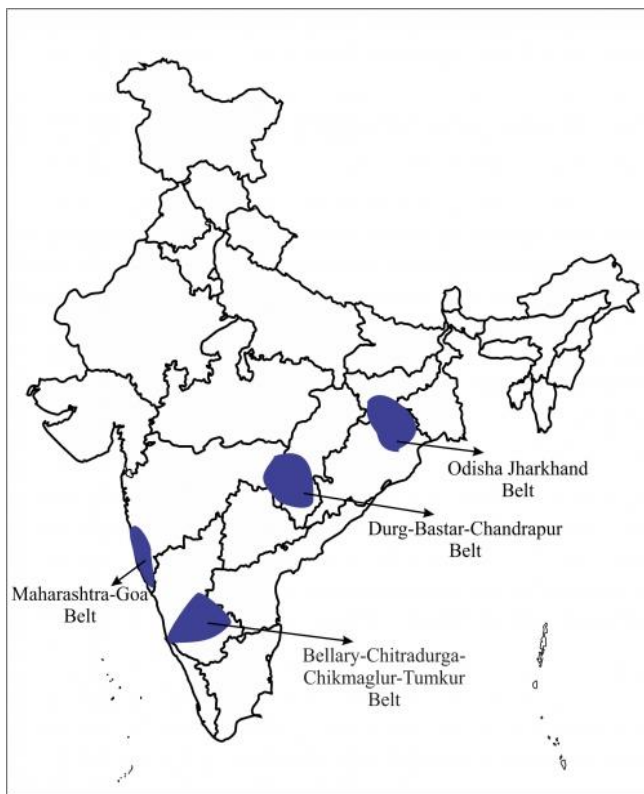 Odisha Jharkhand
Belt
Durg-Bastar-Chandrapur
Belt
Maharashtra-Goa
Belt
Bellary-Chitradurga-
Chikmaglur-Tumkur
Belt